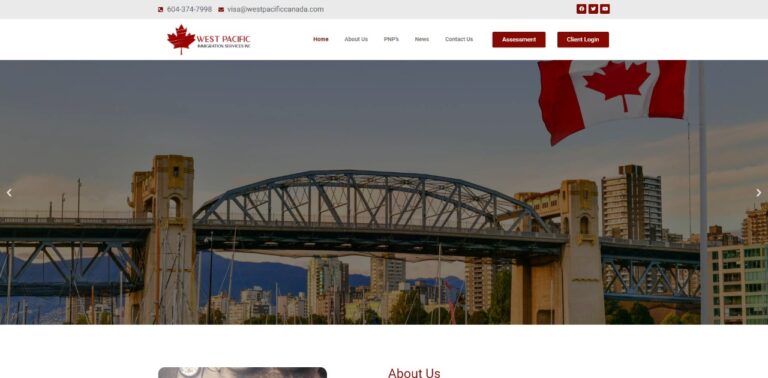 604-374-7998 visa@westpacificcanada.com
WEST PACIFIC
IMMIGRATION SERVICES INC
Home About Us PNP's News Contact Us Assessment Client Login
About Us